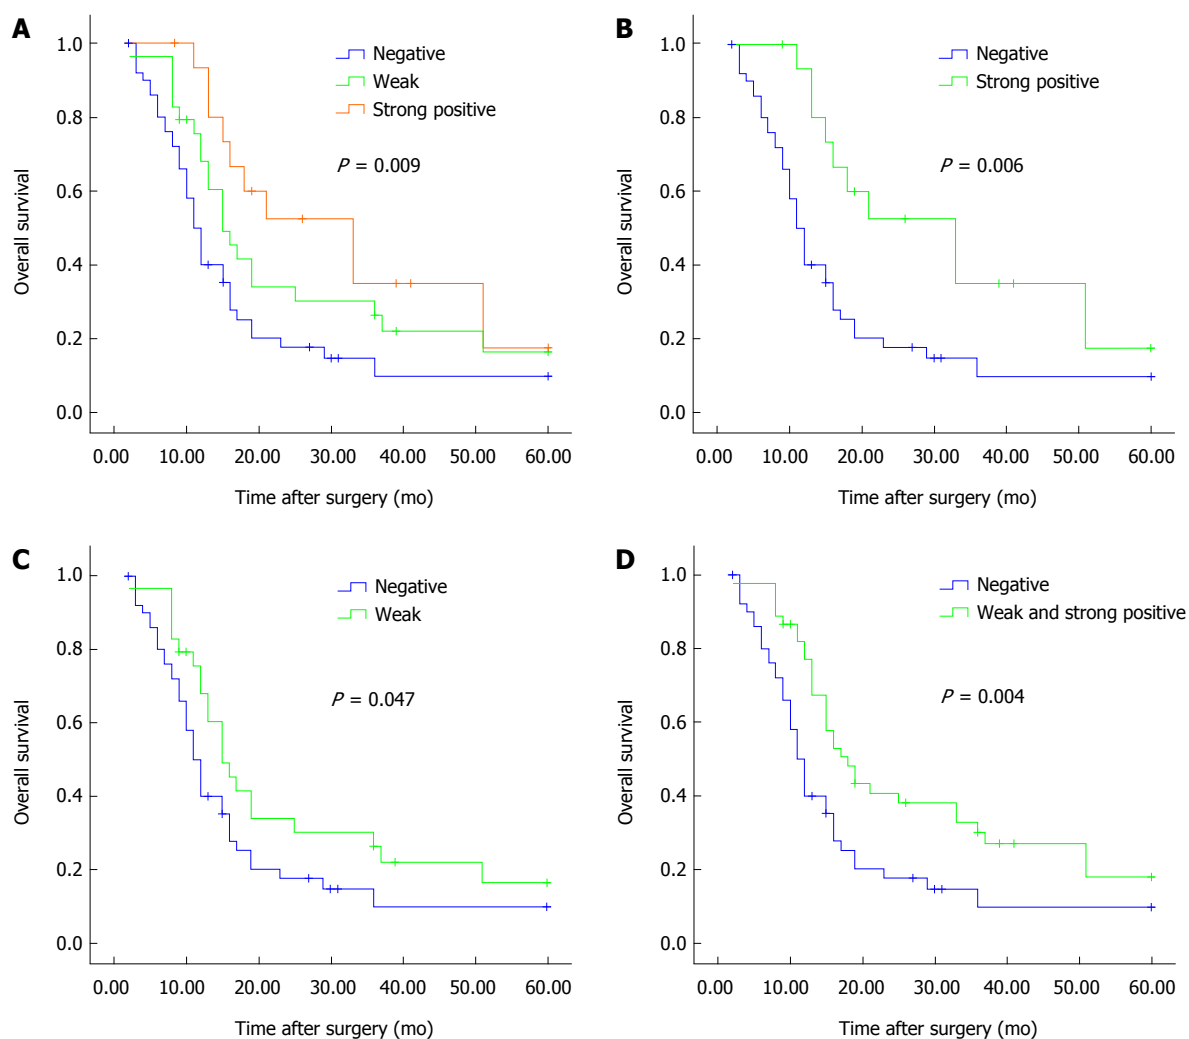 A
Negative
Weak
Strong positive
P = 0.009
Overall survival
1.0
0.8
0.6
0.4
0.2
0.0
0.00 10.00 20.00 30.00 40.00 50.00 60.00
Time after surgery (mo)
B
Negative
Strong positive
P = 0.006
Overall survival
1.0
0.8
0.6
0.4
0.2
0.0
0.00 10.00 20.00 30.00 40.00 50.00 60.00
Time after surgery (mo)
C
Negative
Weak
P = 0.047
Overall survival
1.0
0.8
0.6
0.4
0.2
0.0
0.00 10.00 20.00 30.00 40.00 50.00 60.00
Time after surgery (mo)
D
Negative
Weak and strong positive
P = 0.004
Overall survival
1.0
0.8
0.6
0.4
0.2
0.0
0.00 10.00 20.00 30.00 40.00 50.00 60.00
Time after surgery (mo)